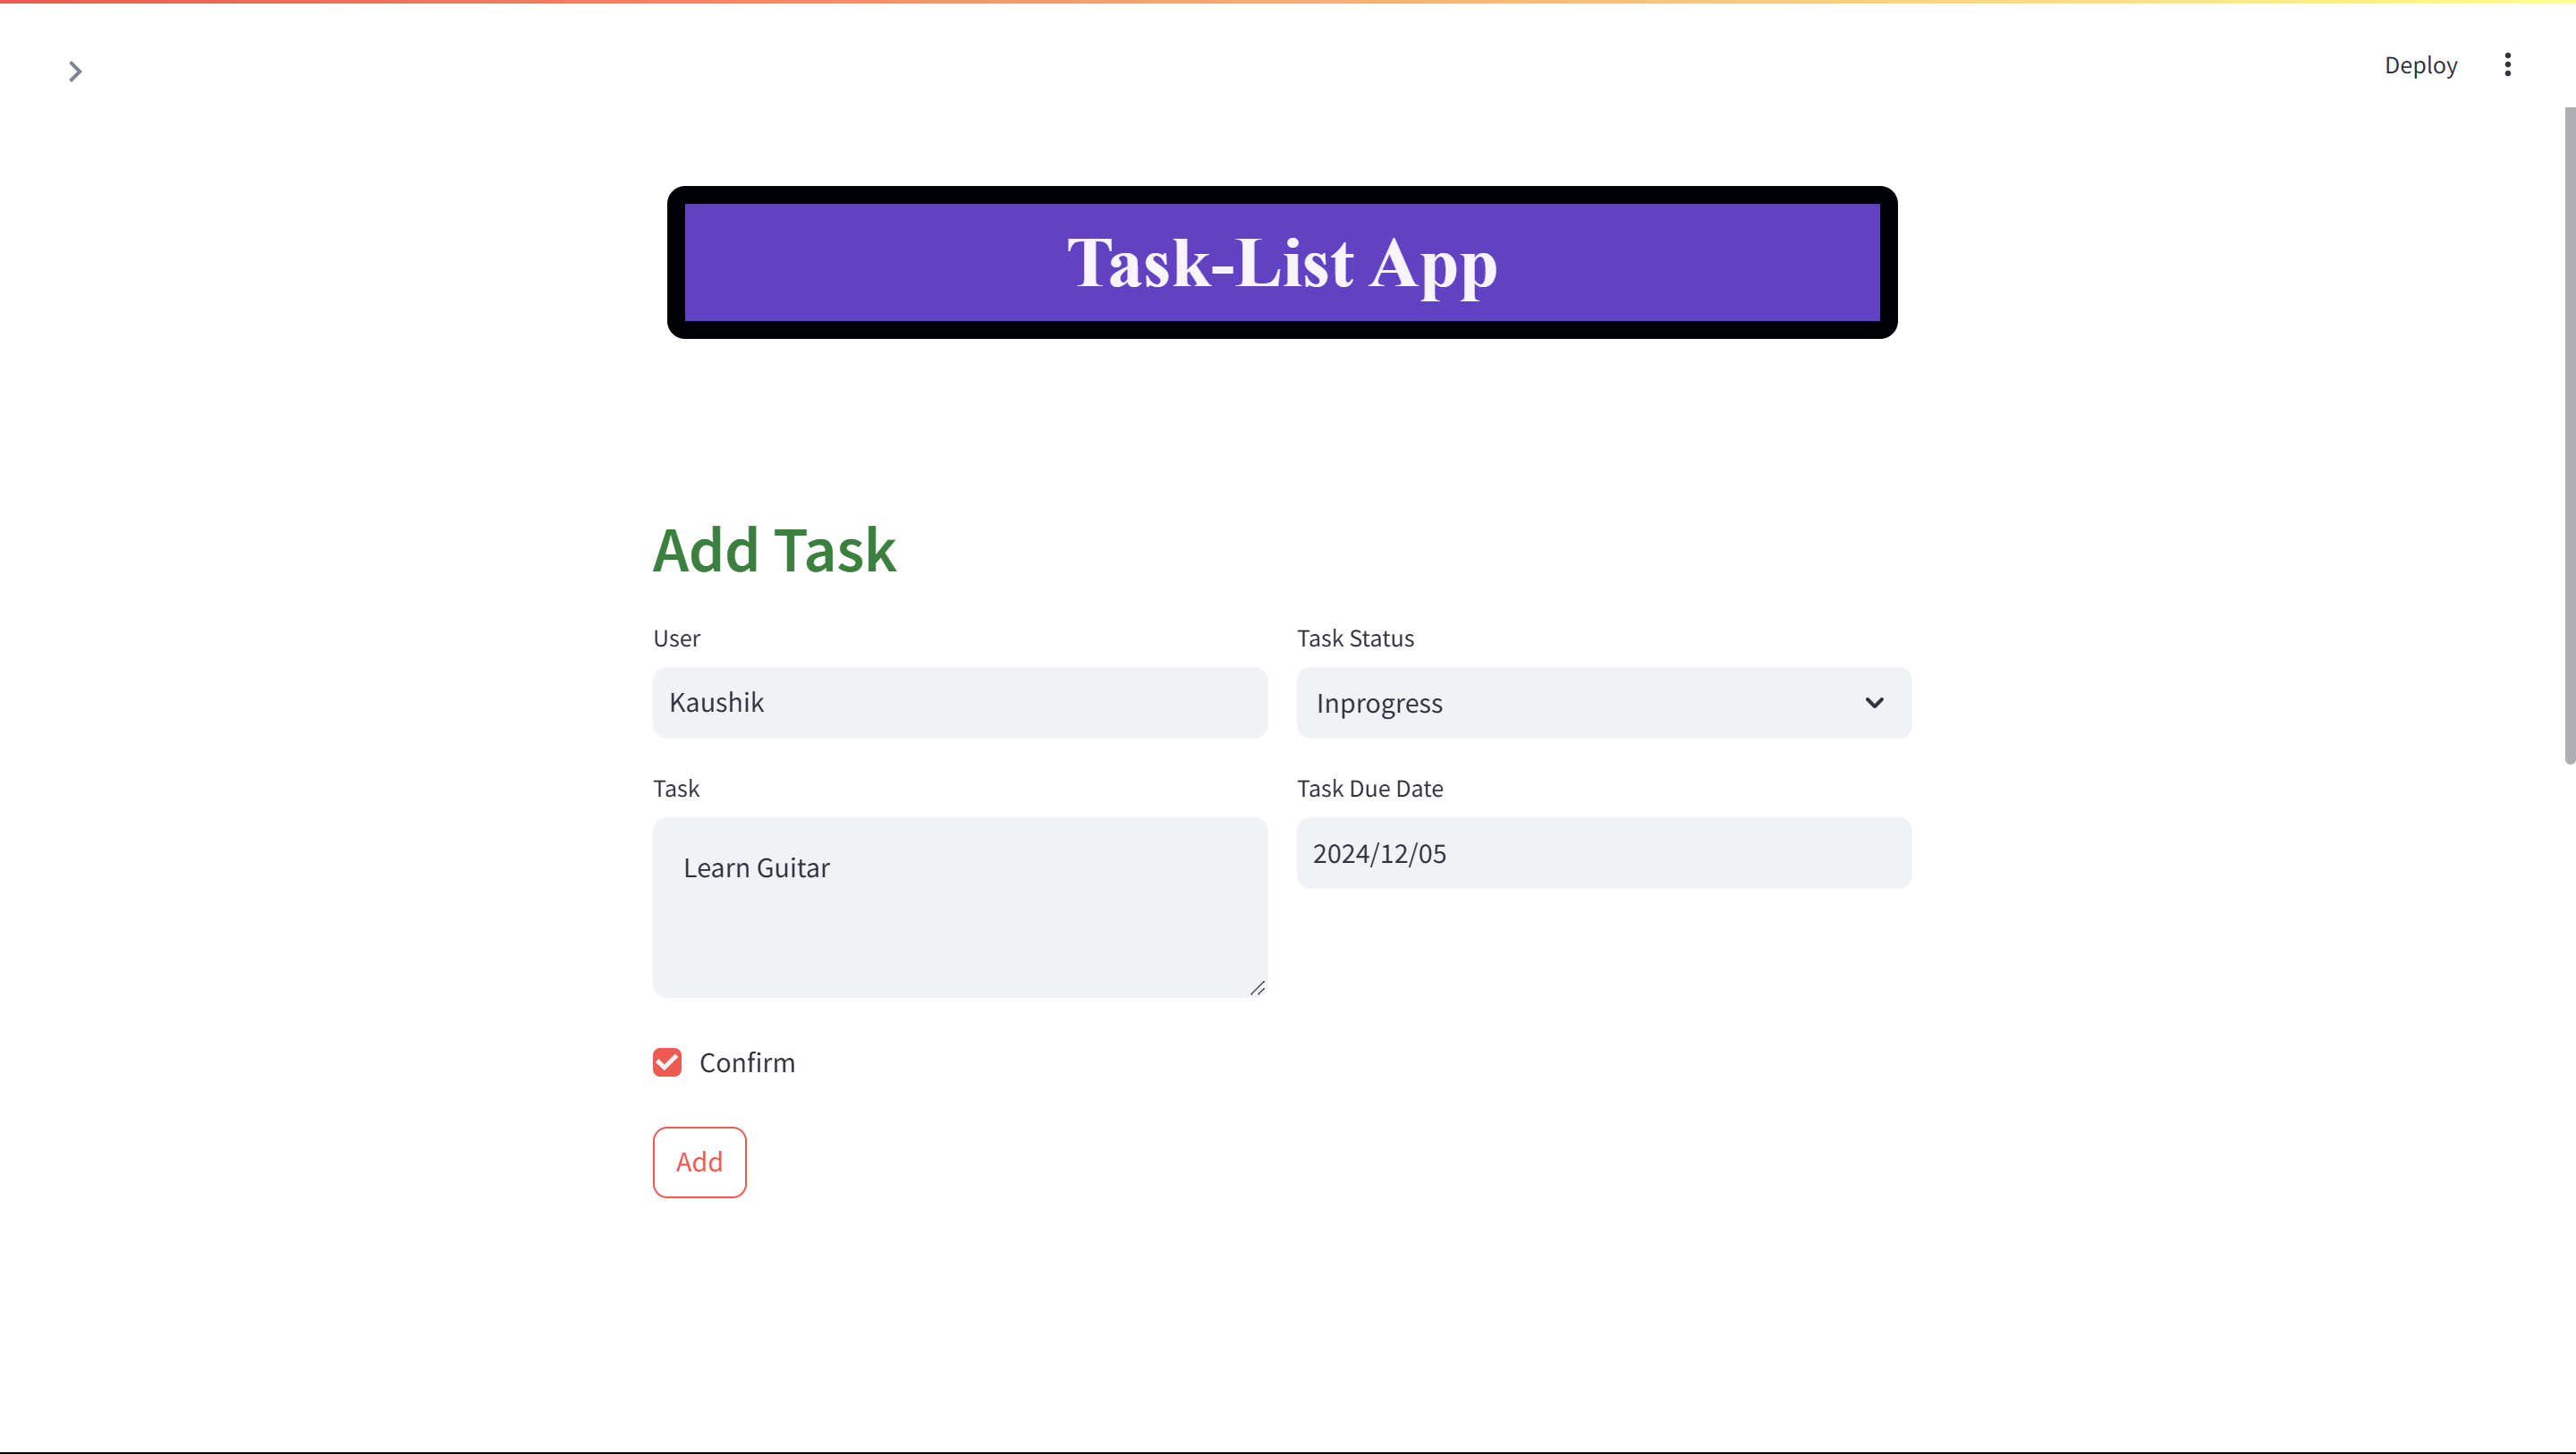 Deploy
Task-List App
Add Task
User
Task Status
Kaushik
Inprogress
Task
Task Due Date
Learn Guitar
2024/12/05
Confirm
Add